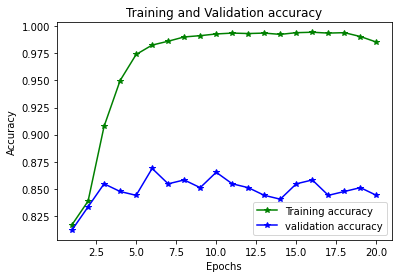 Training and Validation accuracy
1.000
0.975
0.950
0.925
0.900
0.875
0.850
0.825
Accuracy
Training accuracy
validation accuracy
2.5 5.0 7.5 10.0 12.5 15.0 17.5 20.0
Epochs